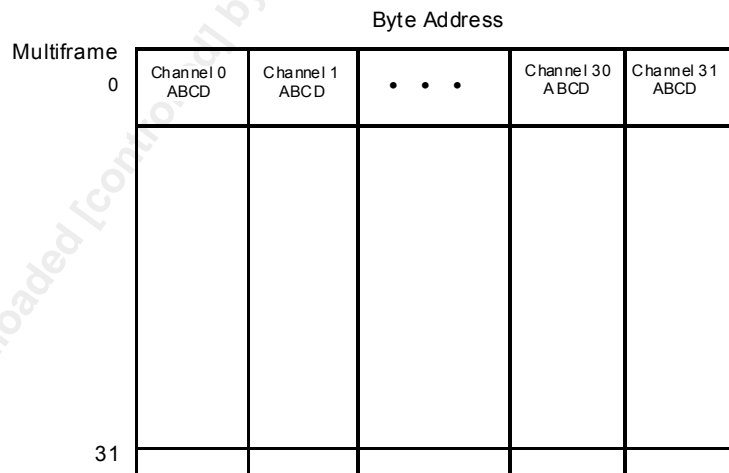 Byte Address
Multiframe
0
Channel 0
ABCD
Channel 1
ABCD
• • •
Channel 30
ABCD
Channel 31
ABCD
31